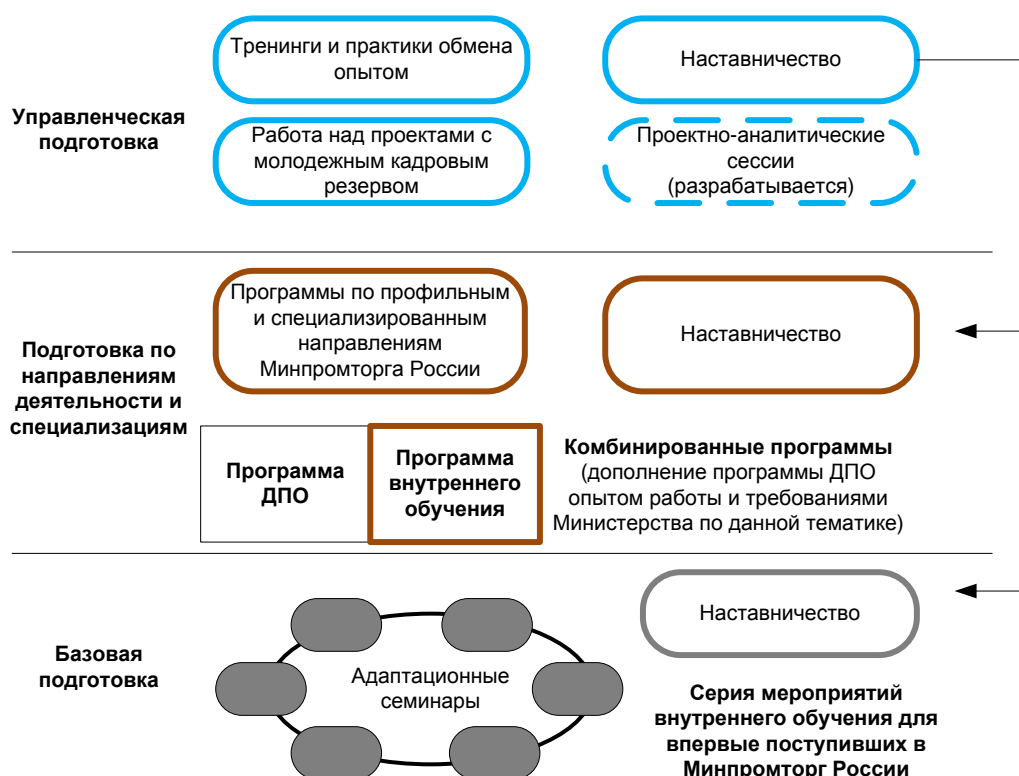 Тренинги и практики обмена
опытом
Наставничество
Управленческая
подготовка
Работа над проектами с
молодежным кадровым
резервом
Проектно-аналитические
сессии
(разрабатывается)
Программы по профильным
и специализированным
направлениям
Минпромторга России
Наставничество
Подготовка по
направлениям
деятельности и
специализациям
Программа
ДПО
Программа
внутреннего
обучения
Комбинированные программы
(дополнение программы ДПО
опытом работы и требованиями
Министерства по данной тематике)
Наставничество
Базовая
подготовка
Адаптационные
семинары
Серия мероприятий
внутреннего обучения для
впервые поступивших в
Минпромторг России